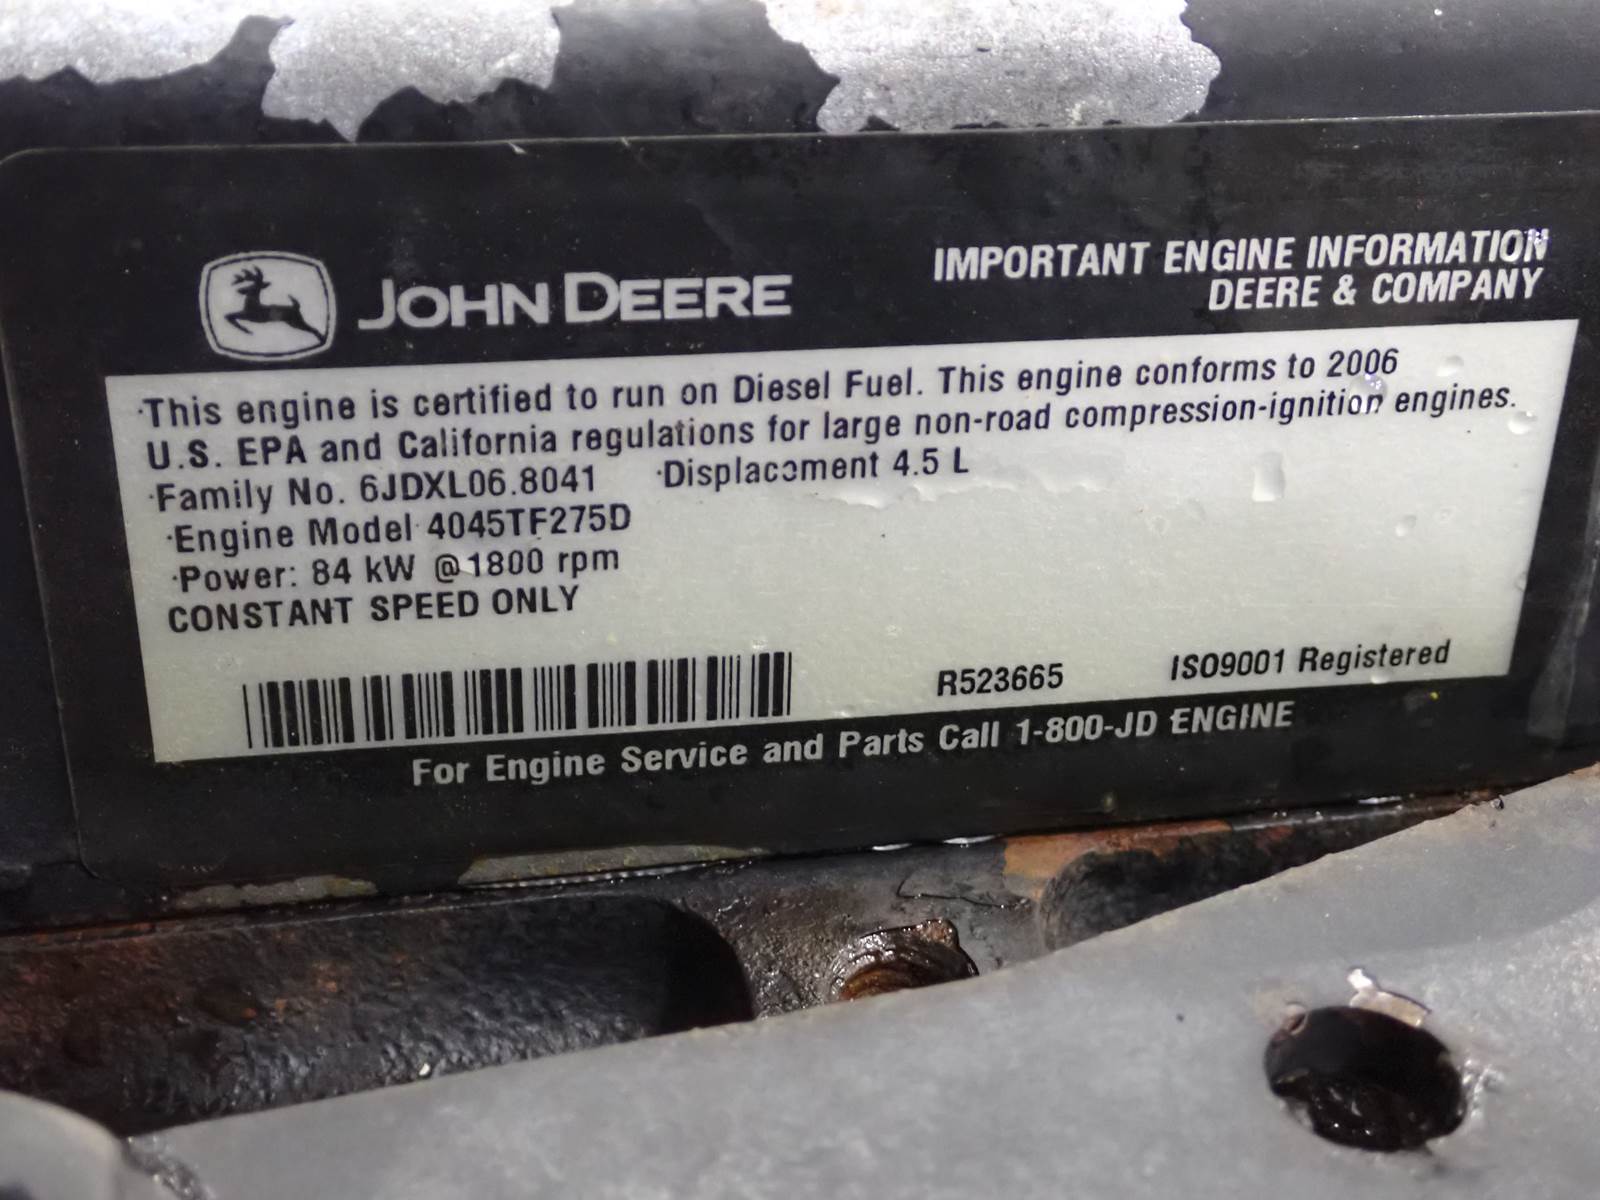 JOHN DEERE
IMPORTANT ENGINE INFORMATION
DEERE & COMPANY
·This engine is certified to run on Diesel Fuel. This engine conforms to 2006
U.S. EPA and California regulations for large non-road compression-ignition engines.
·Family No. 6JDXL06.8041 ·Displacement 4.5 L
·Engine Model 4045TF275D
·Power: 84 kW @ 1800 rpm
CONSTANT SPEED ONLY
R523665 ISO9001 Registered
For Engine Service and Parts Call 1-800-JD ENGINE